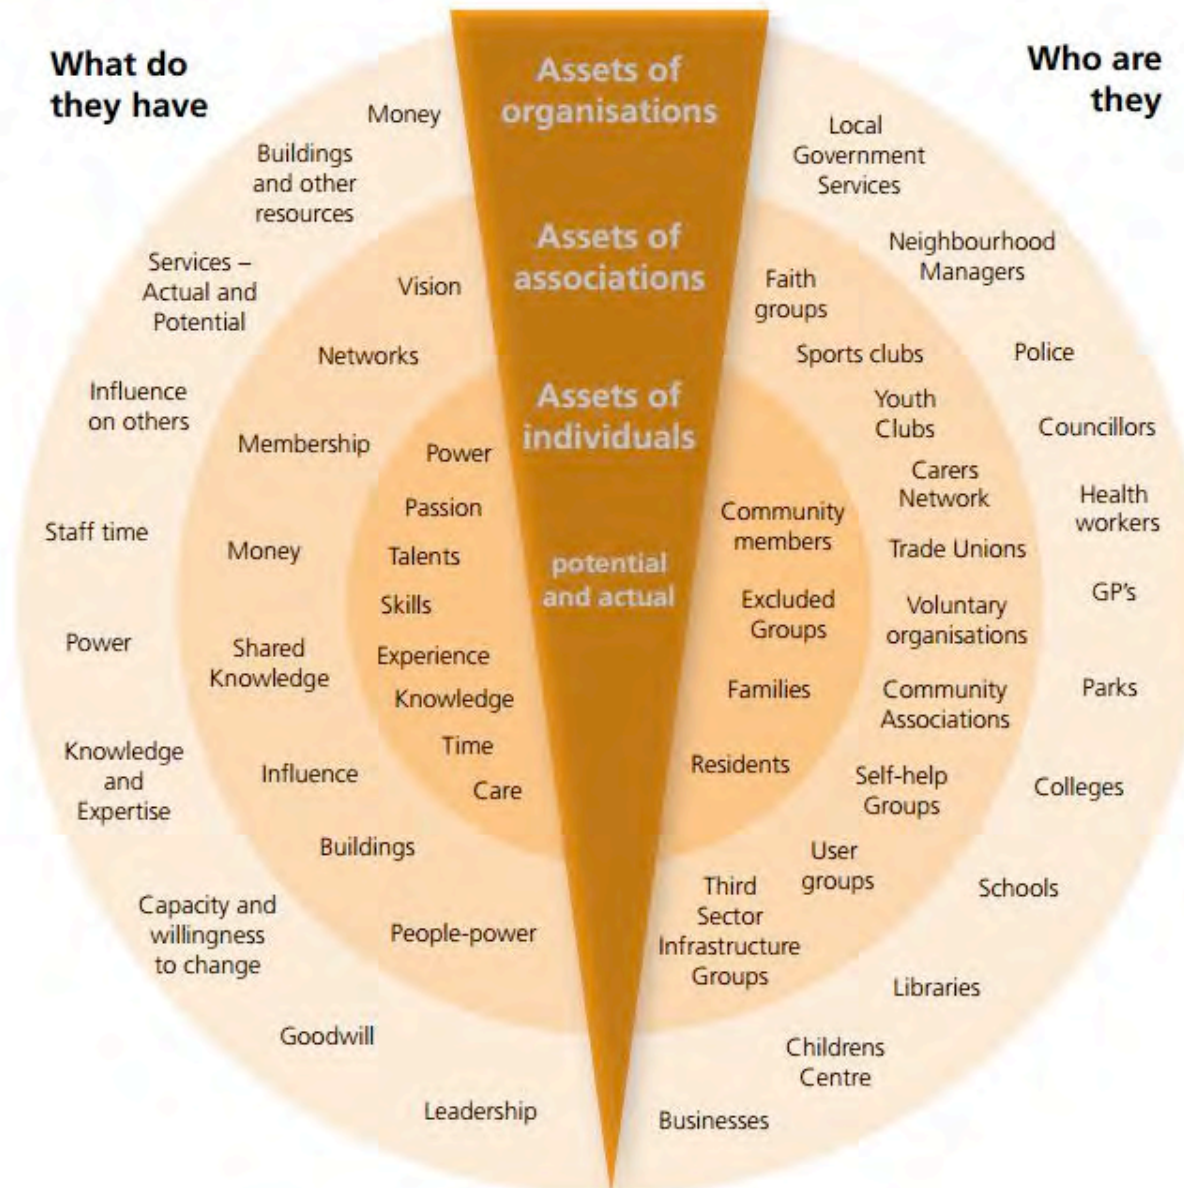 What do
they have
Who are
they
Assets of
organisations
Assets of
associations
Assets of
individuals
potential
and actual
Money
Buildings
and other
resources
Services –
Actual and
Potential
Influence
on others
Staff time
Power
Knowledge
and
Expertise
Capacity and
willingness
to change
Goodwill
Leadership
Vision
Networks
Membership
Money
Shared
Knowledge
Influence
Buildings
People-power
Power
Passion
Talents
Skills
Experience
Knowledge
Time
Care
Community
members
Excluded
Groups
Families
Residents
Faith
groups
Sports clubs
Youth
Clubs
Carers
Network
Trade Unions
Voluntary
organisations
Community
Associations
Self-help
Groups
User
groups
Third
Sector
Infrastructure
Groups
Local
Government
Services
Neighbourhood
Managers
Police
Councillors
Health
workers
GP's
Parks
Colleges
Schools
Libraries
Childrens
Centre
Businesses